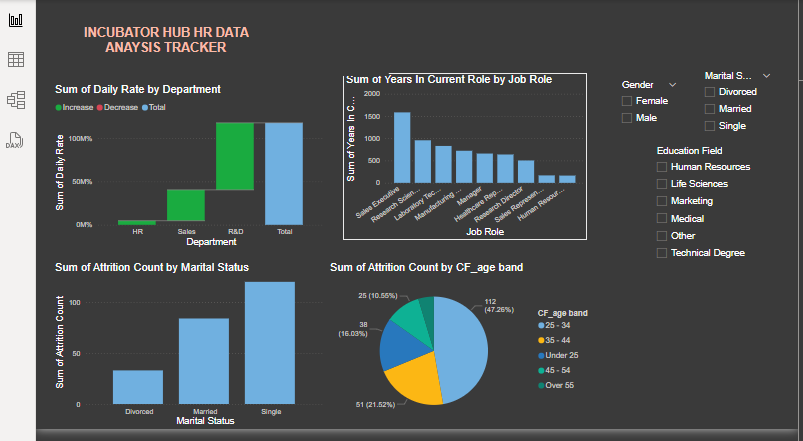 INCUBATOR HUB HR DATA
ANAYSIS TRACKER
Sum of Daily Rate by Department
Increase Decrease Total
Sum of Daily Rate
100M%
50M%
0M%
HR Sales R&D Total
Department
Sum of Years In Current Role by Job Role
Sum of Years In C...
2000
1500
1000
500
0
Sales Executive
Research Scien...
Laboratory Tec...
Manufacturing ...
Manager
Healthcare Rep...
Research Director
Sales Represen...
Human Resour...
Job Role
Gender
Female
Male
Marital S...
Divorced
Married
Single
Education Field
Human Resources
Life Sciences
Marketing
Medical
Other
Technical Degree
Sum of Attrition Count by Marital Status
Sum of Attrition Count
100
50
0
Divorced Married Single
Marital Status
Sum of Attrition Count by CF_age band
25 (10.55%)
112
(47.26%)
38
(16.03%)
51 (21.52%)
CF_age band
25 - 34
35 - 44
Under 25
45 - 54
Over 55
DAX